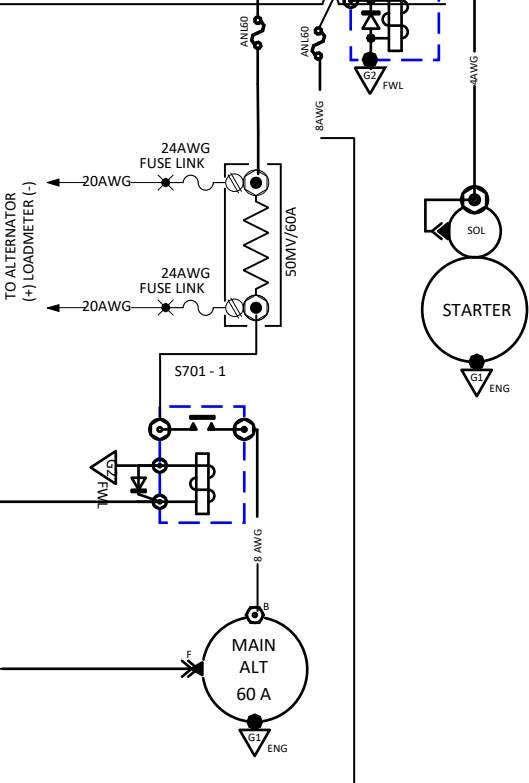 ANL60
ANL60
G2
FWL
4AWG
8AWG
24AWG
FUSE LINK
20AWG
TO ALTERNATOR
(+) LOADMETER (-)
50MV/60A
SOL
24AWG
FUSE LINK
20AWG
STARTER
G1
ENG
S701 - 1
G2
FWL
8 AWG
B
MAIN
ALT
60 A
F
G1
ENG